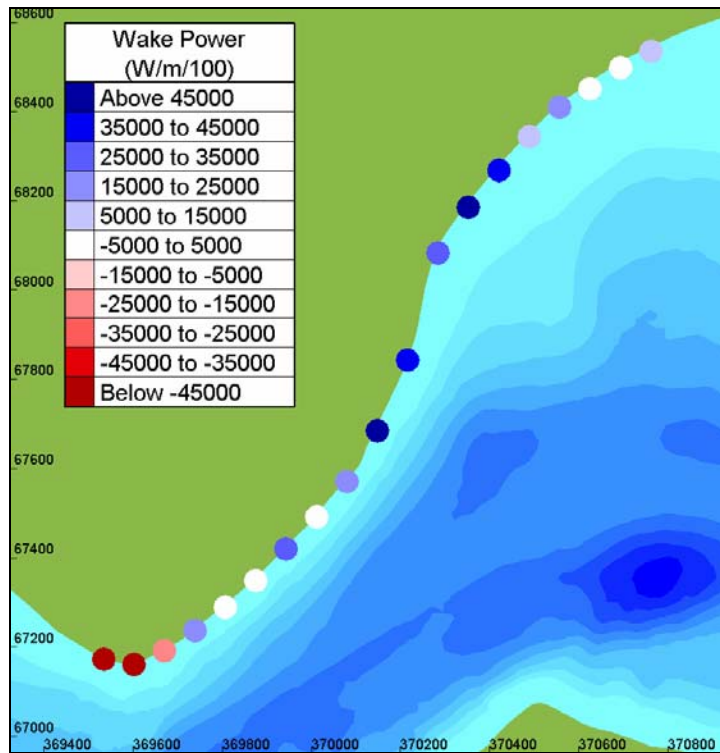 68600
Wake Power
(W/m/100)
Above 45000
35000 to 45000
25000 to 35000
15000 to 25000
5000 to 15000
-5000 to 5000
-15000 to -5000
-25000 to -15000
-35000 to -25000
-45000 to -35000
Below -45000
68400
68200
68000
67800
67600
67400
67200
67000
369400 369600 369800 370000 370200 370400 370600 370800